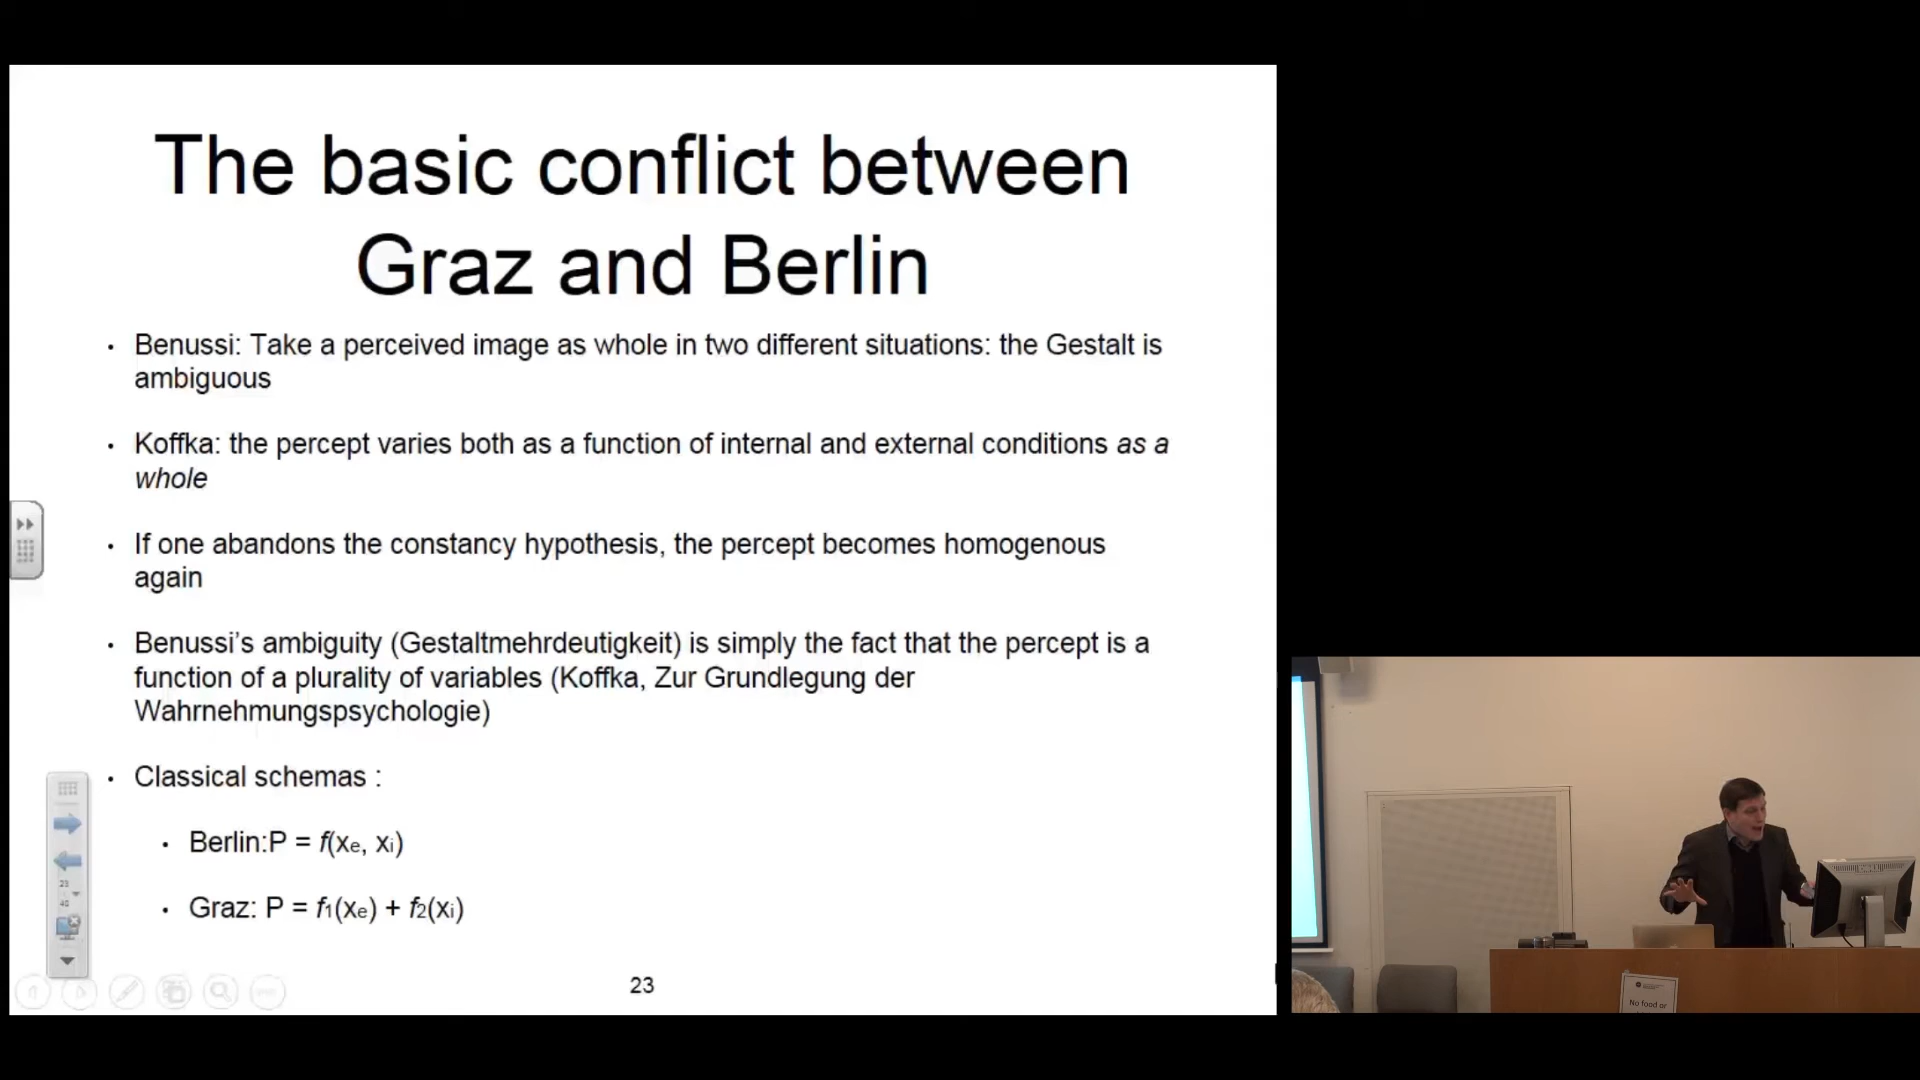 The basic conflict between
Graz and Berlin
• Benussi: Take a perceived image as whole in two different situations: the Gestalt is
ambiguous
• Koffka: the percept varies both as a function of internal and external conditions as a
whole
• If one abandons the constancy hypothesis, the percept becomes homogenous
again
• Benussi’s ambiguity (Gestaltmehrdeutigkeit) is simply the fact that the percept is a
function of a plurality of variables (Koffka, Zur Grundlegung der
Wahrnehmungspsychologie)
• Classical schemas :
• Berlin:P = f(xe, xi)
• Graz: P = f1(xe) + f2(xi)
23
23
No food or